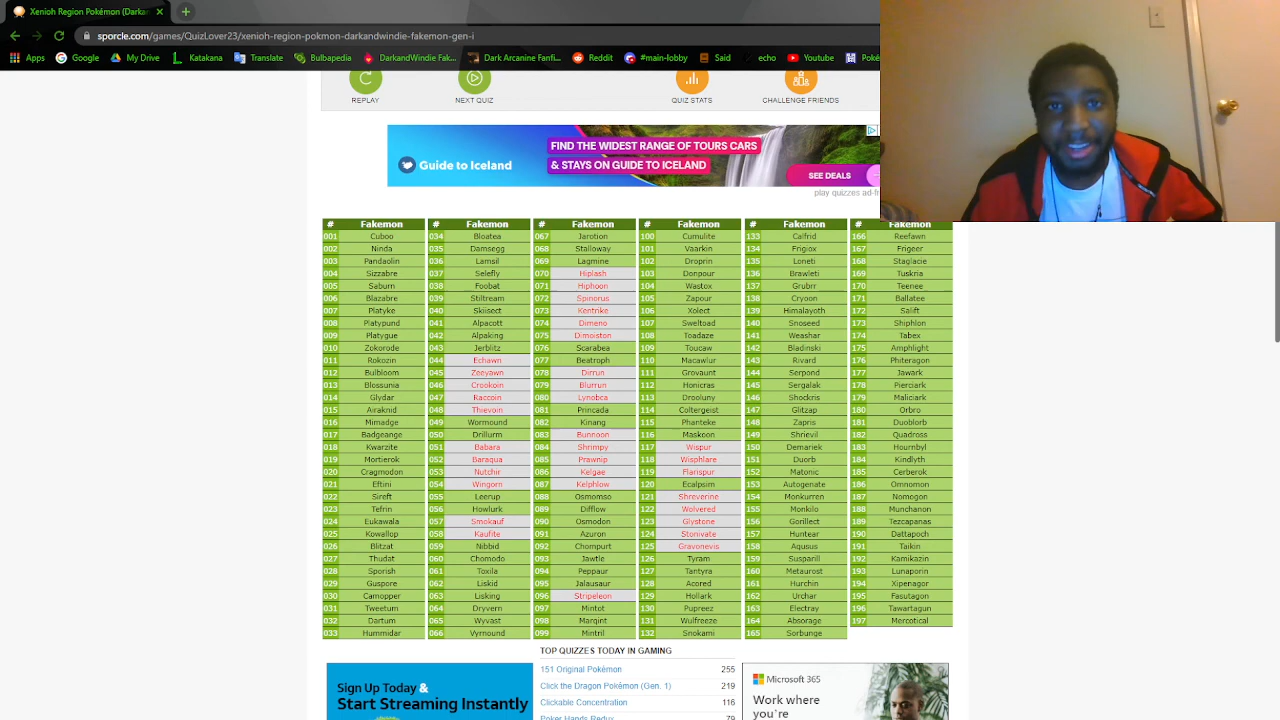 Xenioh Region Pokémon (Darka
sporcle.com/games/QuizLover23/xenioh-region-pokmon-darkandwindie-fakemon-gen-i
Apps Google My Drive Katakana Translate Bulbapedia DarkandWindie Fak... Dark Arcanine Fanfi... Reddit #main-lobby Said echo Youtube Poké
REPLAY NEXT QUIZ QUIZ STATS CHALLENGE FRIENDS
Guide to Iceland
FIND THE WIDEST RANGE OF TOURS CARS
& STAYS ON GUIDE TO ICELAND
SEE DEALS
play quizzes ad-fr
# Fakemon # Fakemon # Fakemon # Fakemon # Fakemon # Fakemon
001 Cuboo 034 Bloatea 067 Jarotion 100 Cumulite 133 Calfrid 166 Reefawn
002 Ninda 035 Damsegg 068 Stalloway 101 Vaarkin 134 Frigiox 167 Frigeer
003 Pandaolin 036 Lamsil 069 Lagmine 102 Droprin 135 Loneti 168 Staglacie
004 Sizzabre 037 Selefly 070 Hiplash 103 Donpour 136 Brawleti 169 Tuskria
005 Saburn 038 Foobat 071 Hiphoon 104 Wastox 137 Grubrr 170 Teenee
006 Blazabre 039 Stiltream 072 Spinorus 105 Zapour 138 Cryoon 171 Ballatee
007 Platyke 040 Skiisect 073 Kentrike 106 Xolect 139 Himalayoth 172 Salift
008 Platypund 041 Alpacott 074 Dimeno 107 Sweltoad 140 Snoseed 173 Shiphlon
009 Platygue 042 Alpaking 075 Dimoiston 108 Toadaze 141 Weashar 174 Tabex
010 Zokorode 043 Jerblitz 076 Scarabea 109 Toucaw 142 Bladinski 175 Amphlight
011 Rokozin 044 Echawn 077 Beatroph 110 Macawlur 143 Rivard 176 Phiteragon
012 Bulbloom 045 Zeeyawn 078 Dirrun 111 Grovaunt 144 Serpond 177 Jawark
013 Blossunia 046 Crookoin 079 Blurrun 112 Honicras 145 Sergalak 178 Pierciark
014 Glydar 047 Raccoin 080 Lynobca 113 Drooluny 146 Shockris 179 Maliciark
015 Airaknid 048 Thievoin 081 Princada 114 Coltergeist 147 Glitzap 180 Orbro
016 Mimadge 049 Wormound 082 Kinang 115 Phanteke 148 Zapris 181 Duoblorb
017 Badgeange 050 Drillurm 083 Bunnoon 116 Maskoon 149 Shrievil 182 Quadross
018 Kwarzite 051 Babara 084 Shrimpy 117 Wispur 150 Demariek 183 Hournbyl
019 Mortierok 052 Baraqua 085 Prawnip 118 Wisphlare 151 Duorb 184 Kindlyth
020 Cragmodon 053 Nutchir 086 Kelgae 119 Flarispur 152 Matonic 185 Cerberok
021 Eftini 054 Wingorn 087 Kelphlow 120 Ecalpsim 153 Autogenate 186 Omnomon
022 Sireft 055 Leerup 088 Osmomso 121 Shreverine 154 Monkurren 187 Nomogon
023 Tefrin 056 Howlurk 089 Difflow 122 Wolvered 155 Monkilo 188 Munchanon
024 Eukawala 057 Smokauf 090 Osmodon 123 Glystone 156 Gorillect 189 Tezcapanas
025 Kowallop 058 Kaufite 091 Azuron 124 Stonivate 157 Huntear 190 Dattapoch
026 Blitzat 059 Nibbid 092 Chompurt 125 Gravonevis 158 Aqusus 191 Taikin
027 Thudat 060 Chomodo 093 Jawtle 126 Tyram 159 Susparill 192 Kamikazin
028 Sporish 061 Toxila 094 Peppaur 127 Tantyra 160 Metaurost 193 Lunaporin
029 Guspore 062 Liskid 095 Jalausaur 128 Acored 161 Hurchin 194 Xipenagor
030 Camopper 063 Lisking 096 Stripeleon 129 Hollark 162 Urchar 195 Fasutagon
031 Tweetum 064 Dryvern 097 Mintot 130 Pupreez 163 Electray 196 Tawartagun
032 Dartum 065 Wyvast 098 Margint 131 Wulfreeze 164 Absorage 197 Mercotical
033 Hummidar 066 Vyrnound 099 Mintril 132 Snokami 165 Sorbunge
TOP QUIZZES TODAY IN GAMING
151 Original Pokémon 255
Click the Dragon Pokémon (Gen. 1) 219
Clickable Concentration 116
Poker Hands Redux 79
Sign Up Today &
Start Streaming Instantly
Microsoft 365
Work where
you're